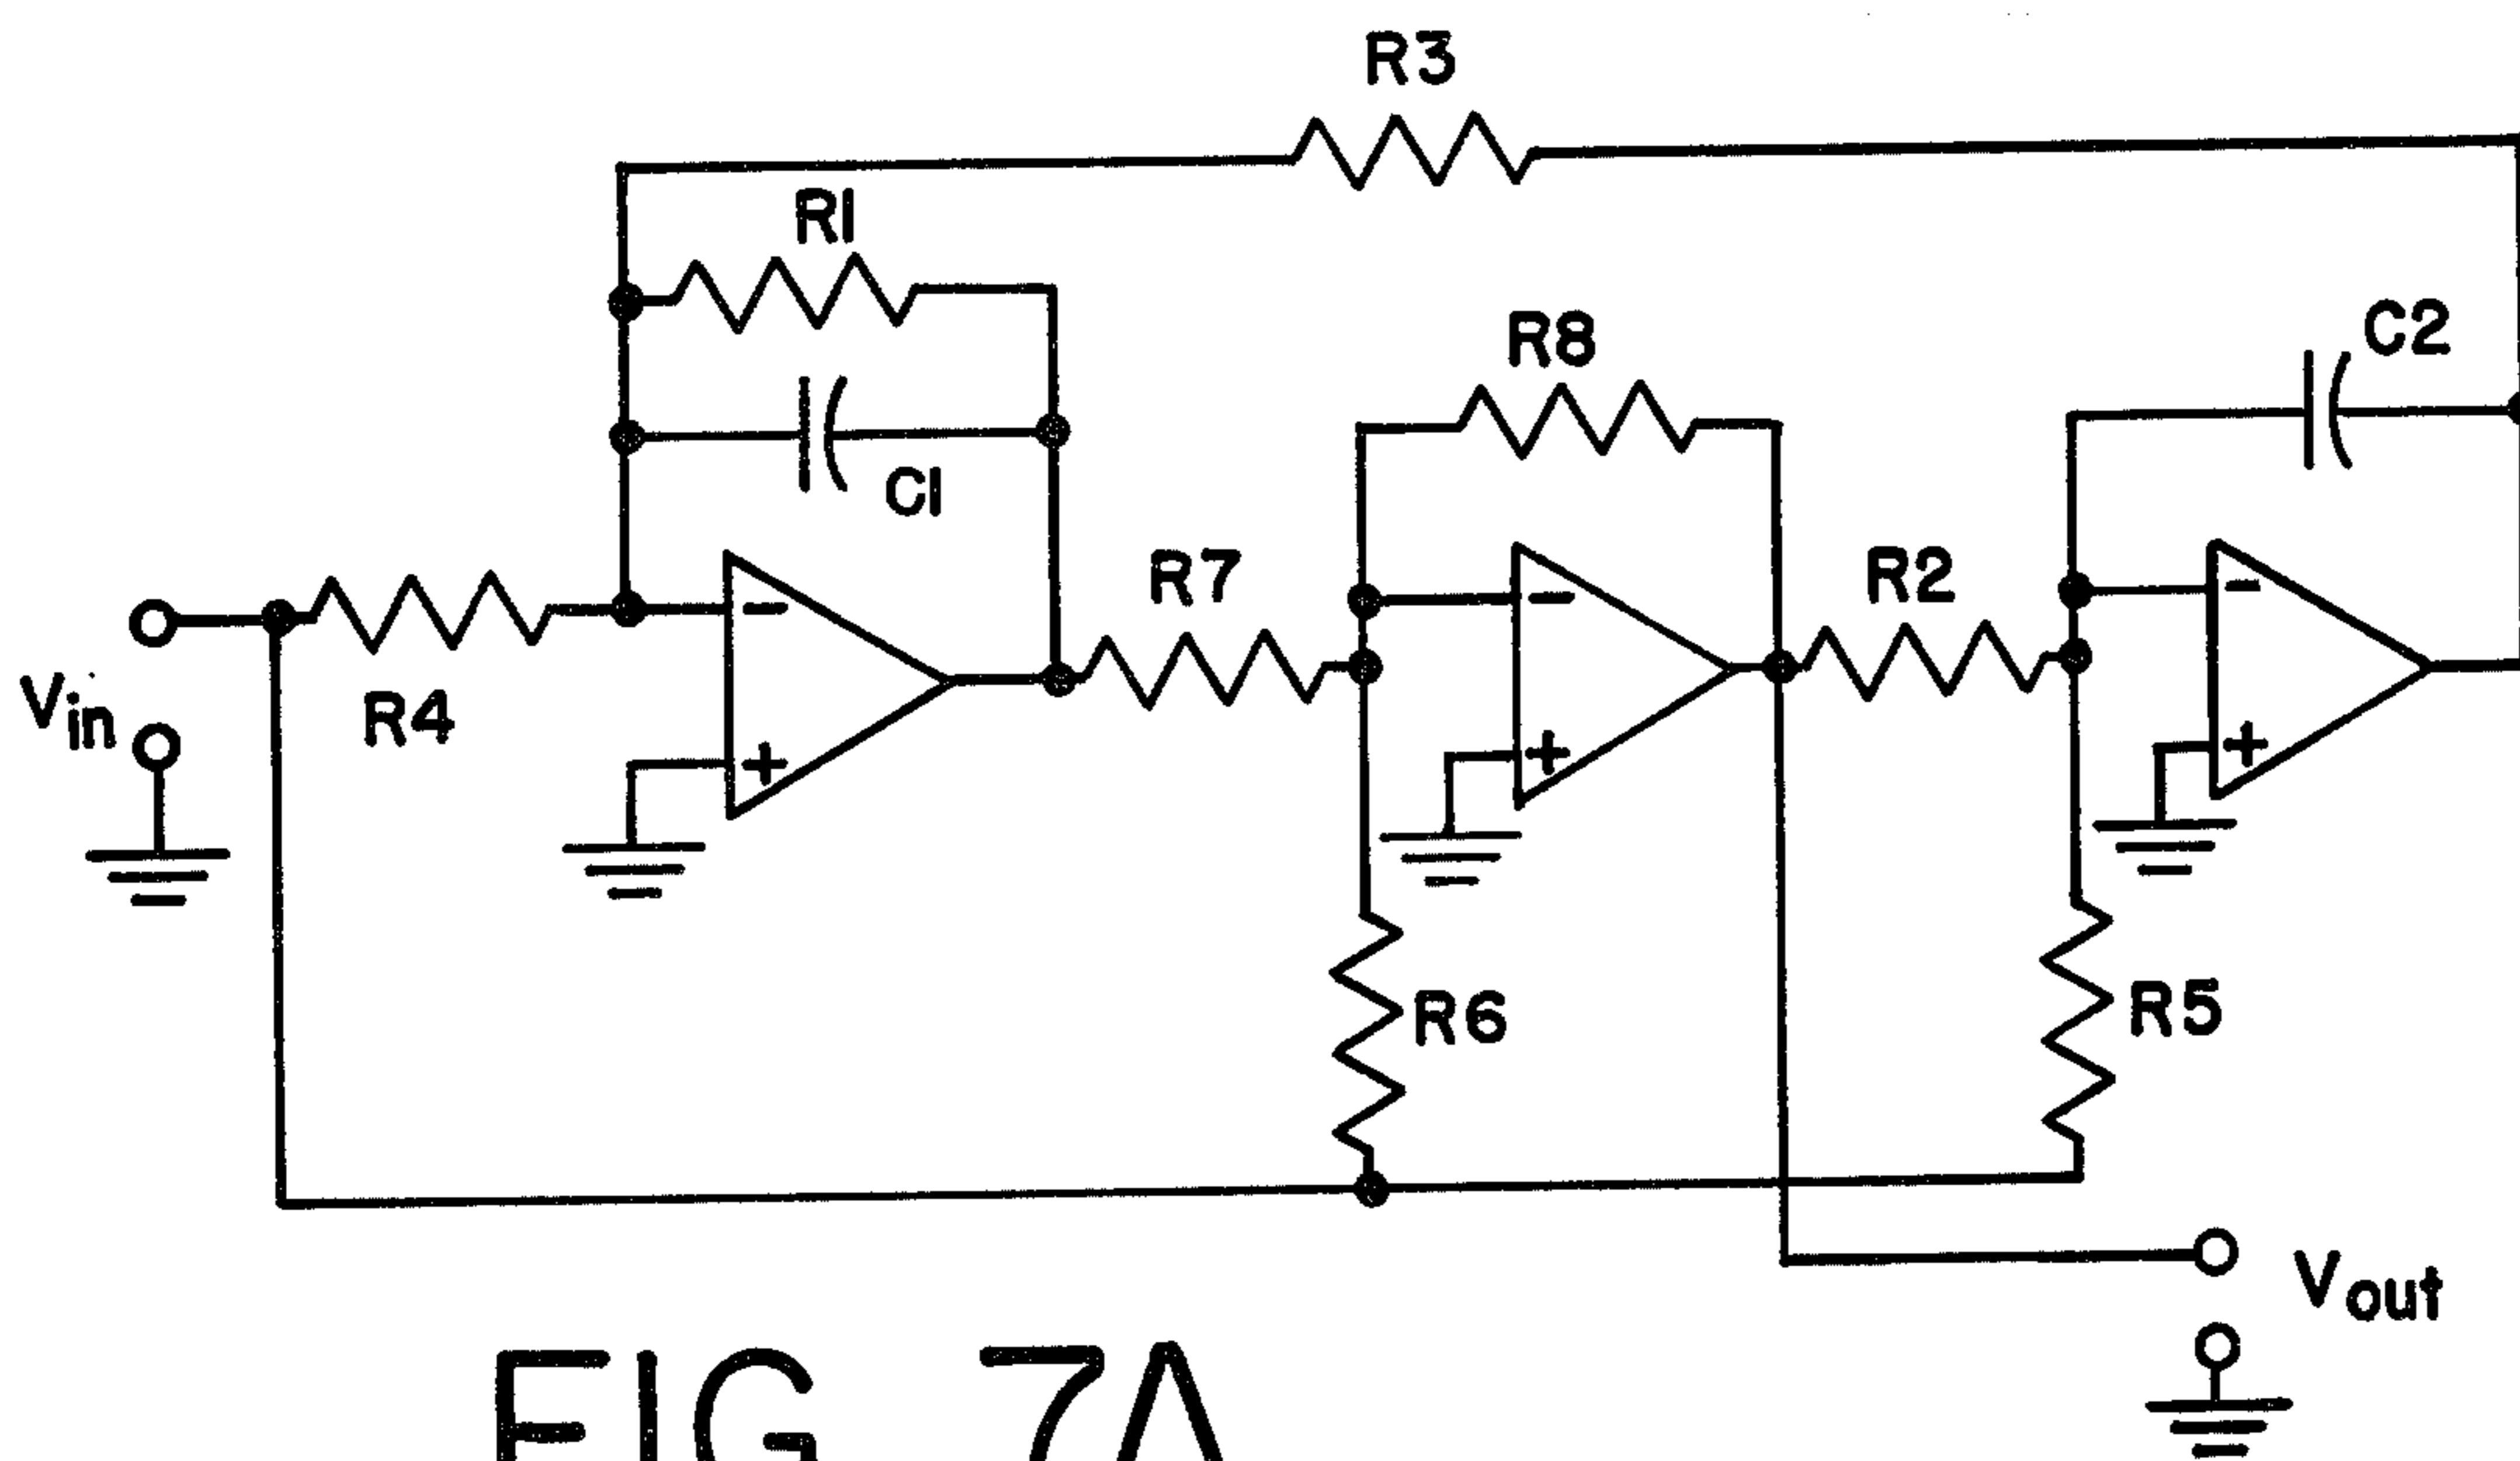 R3
R1
R8
C2
C1
R7
R2
R4
Vin
-
+
-
+
-
+
R6
R5
Vout
FIG 7A